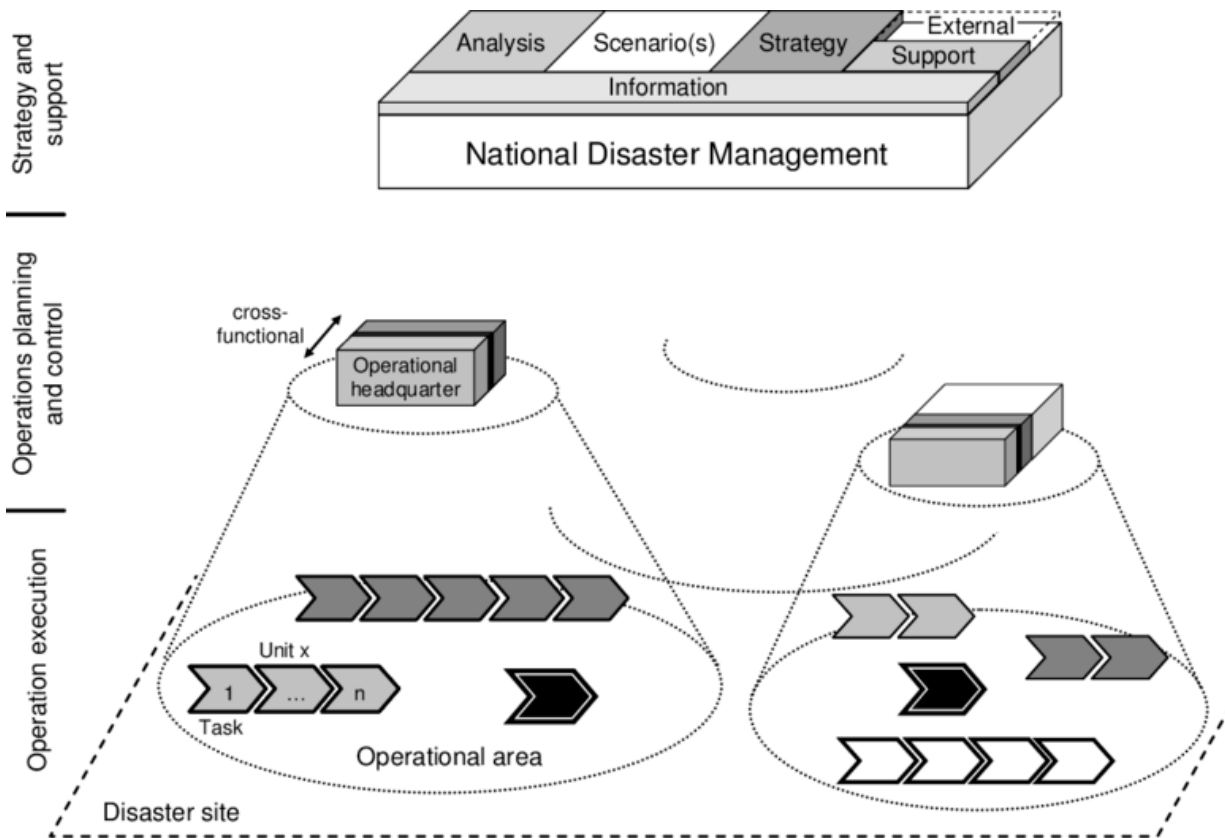 Strategy and
support
Analysis
Scenario(s)
Strategy
External
Support
Information
National Disaster Management
Operations planning
and control
cross-
functional
Operational
headquarter
Operation execution
Unit x
1
...
n
Task
Operational area
Disaster site